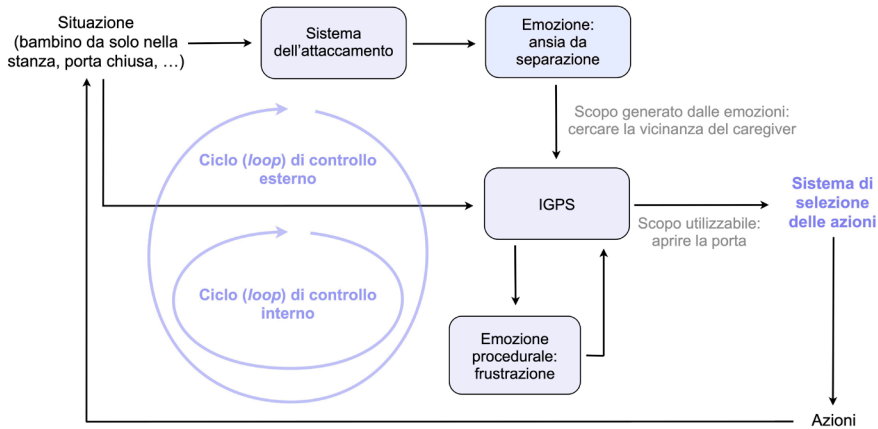 Situazione
(bambino da solo nella
stanza, porta chiusa, …)
Sistema
dell’attaccamento
Emozione:
ansia da
separazione
Scopo generato dalle emozioni:
cercare la vicinanza del caregiver
Ciclo (loop) di controllo
esterno
IGPS
Sistema di
selezione
delle azioni
Scopo utilizzabile:
aprire la porta
Ciclo (loop) di controllo
interno
Emozione
procedurale:
frustrazione
Azioni